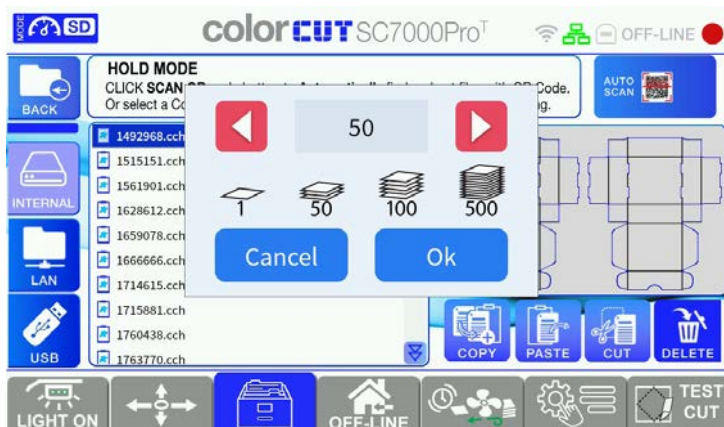 MODE
SD
colorCUT SC7000Pro T
OFF-LINE
BACK
HOLD MODE
CLICK SCAN
Code.
Or select a
AUTO
SCAN
INTERNAL
LAN
USB
1492968.cch
1515151.cch
1561901.cch
1628612.cch
1659078.cch
1666666.cch
1714615.cch
1715881.cch
1760438.cch
1763770.cch
50
1 50 100 500
Cancel Ok
COPY PASTE CUT DELETE
LIGHT ON
OFF-LINE
TEST
CUT